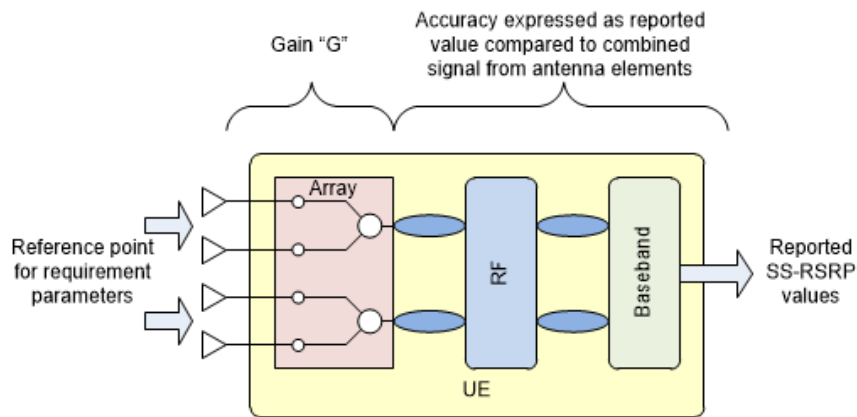 Gain “G”
Accuracy expressed as reported
value compared to combined
signal from antenna elements
Array
Reference point
for requirement
parameters
RF
Baseband
Reported
SS-RSRP
values
UE